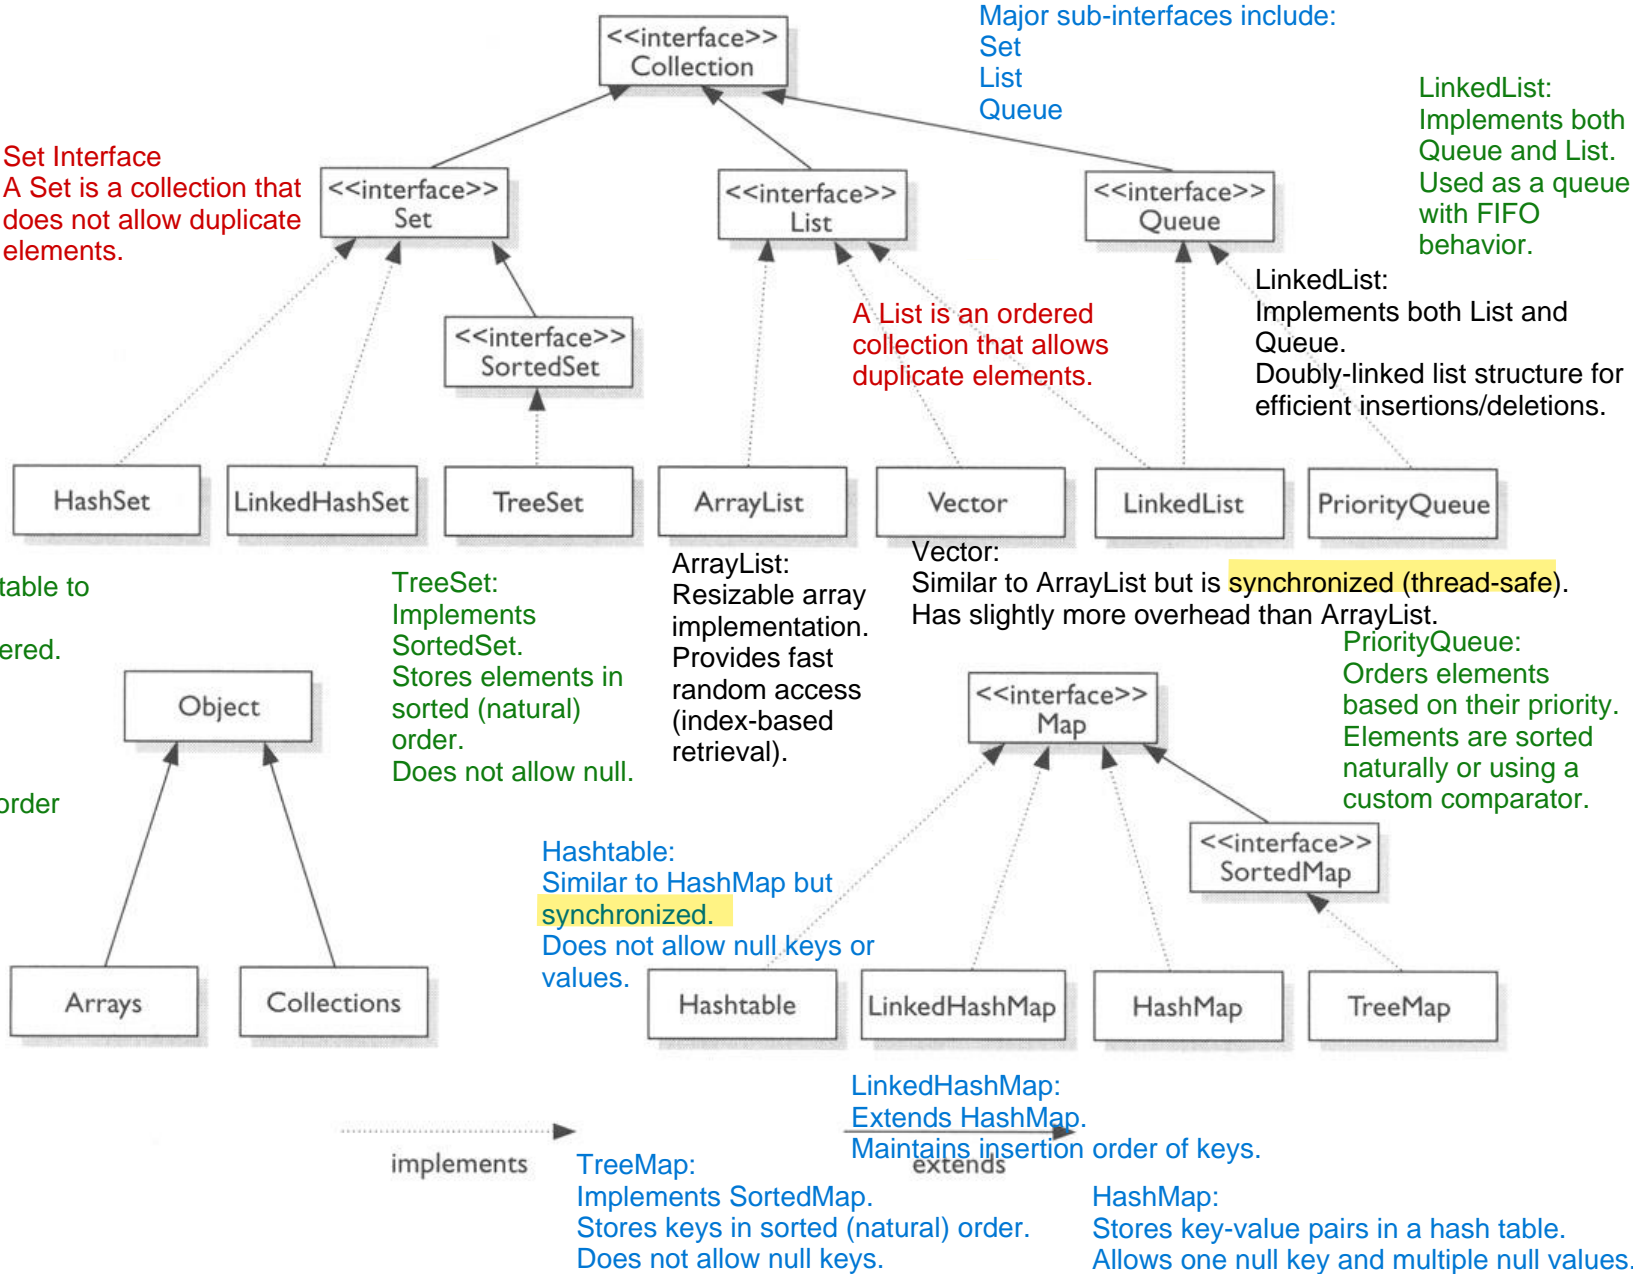 Major sub-interfaces include:
Set
List
Queue
<<interface>>
Collection
LinkedList:
Implements both
Queue and List.
Used as a queue
with FIFO
behavior.
Set Interface
A Set is a collection that
does not allow duplicate
elements.
<<interface>>
Set
<<interface>>
List
<<interface>>
Queue
LinkedList:
Implements both List and
Queue.
Doubly-linked list structure for
efficient insertions/deletions.
A List is an ordered
collection that allows
duplicate elements.
<<interface>>
SortedSet
HashSet
LinkedHashSet
TreeSet
ArrayList
Vector
LinkedList
PriorityQueue
table to
ered.
order
TreeSet:
Implements
SortedSet.
Stores elements in
sorted (natural)
order.
Does not allow null.
ArrayList:
Resizable array
implementation.
Provides fast
random access
(index-based
retrieval).
Vector:
Similar to ArrayList but is synchronized (thread-safe).
Has slightly more overhead than ArrayList.
PriorityQueue:
Orders elements
based on their priority.
Elements are sorted
naturally or using a
custom comparator.
Object
Arrays
Collections
<<interface>>
Map
<<interface>>
SortedMap
Hashtable:
Similar to HashMap but
synchronized.
Does not allow null keys or
values.
Hashtable
LinkedHashMap
HashMap
TreeMap
LinkedHashMap:
Extends HashMap.
Maintains insertion order of keys.
implements
extends
TreeMap:
Implements SortedMap.
Stores keys in sorted (natural) order.
Does not allow null keys.
HashMap:
Stores key-value pairs in a hash table.
Allows one null key and multiple null values.